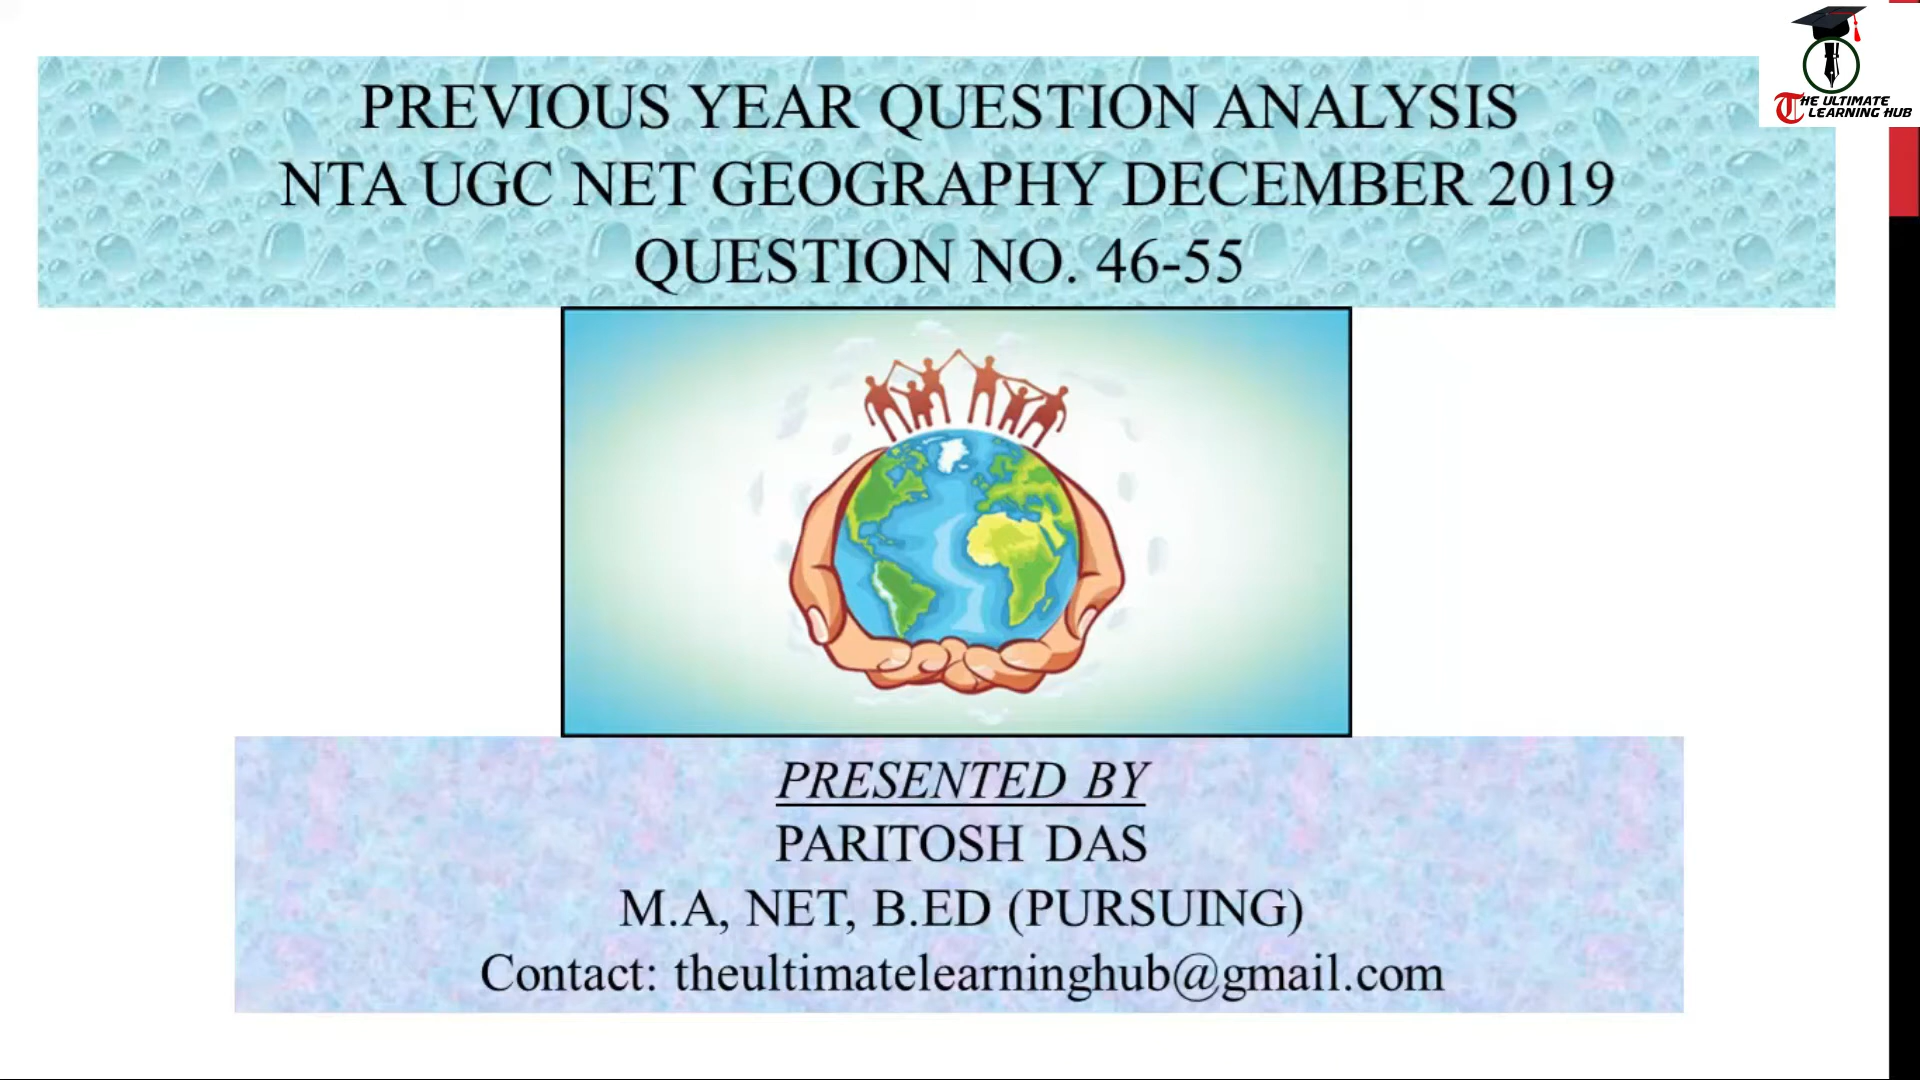 THE ULTIMATE
LEARNING HUB
PREVIOUS YEAR QUESTION ANALYSIS
NTA UGC NET GEOGRAPHY DECEMBER 2019
QUESTION NO. 46-55
PRESENTED BY
PARITOSH DAS
M.A, NET, B.ED (PURSUING)
Contact: theultimatelearninghub@gmail.com